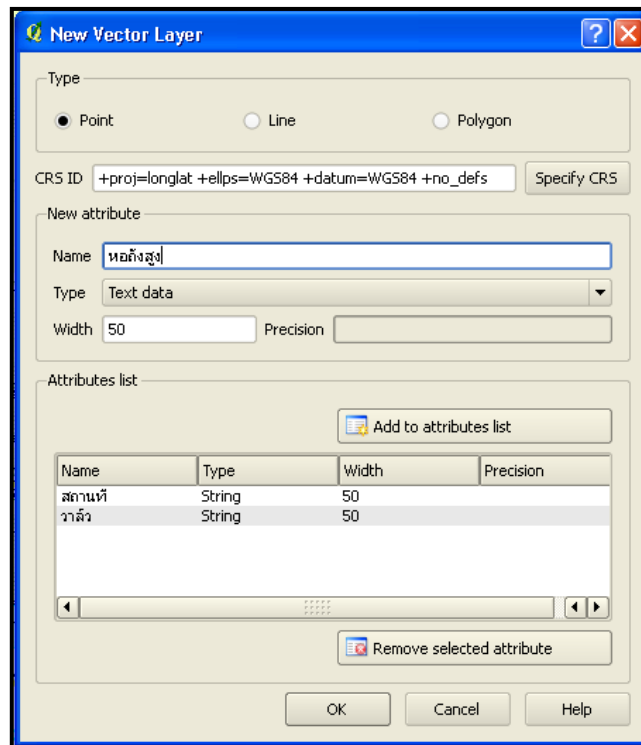 New Vector Layer
Type
Point Line Polygon
CRS ID +proj=longlat +ellps=WGS84 +datum=WGS84 +no_defs Specify CRS
New attribute
Name หอถังสูง
Type Text data
Width 50 Precision
Attributes list
Add to attributes list
Name Type Width Precision
สถานที่ String 50
วาล์ว String 50
Remove selected attribute
OK Cancel Help